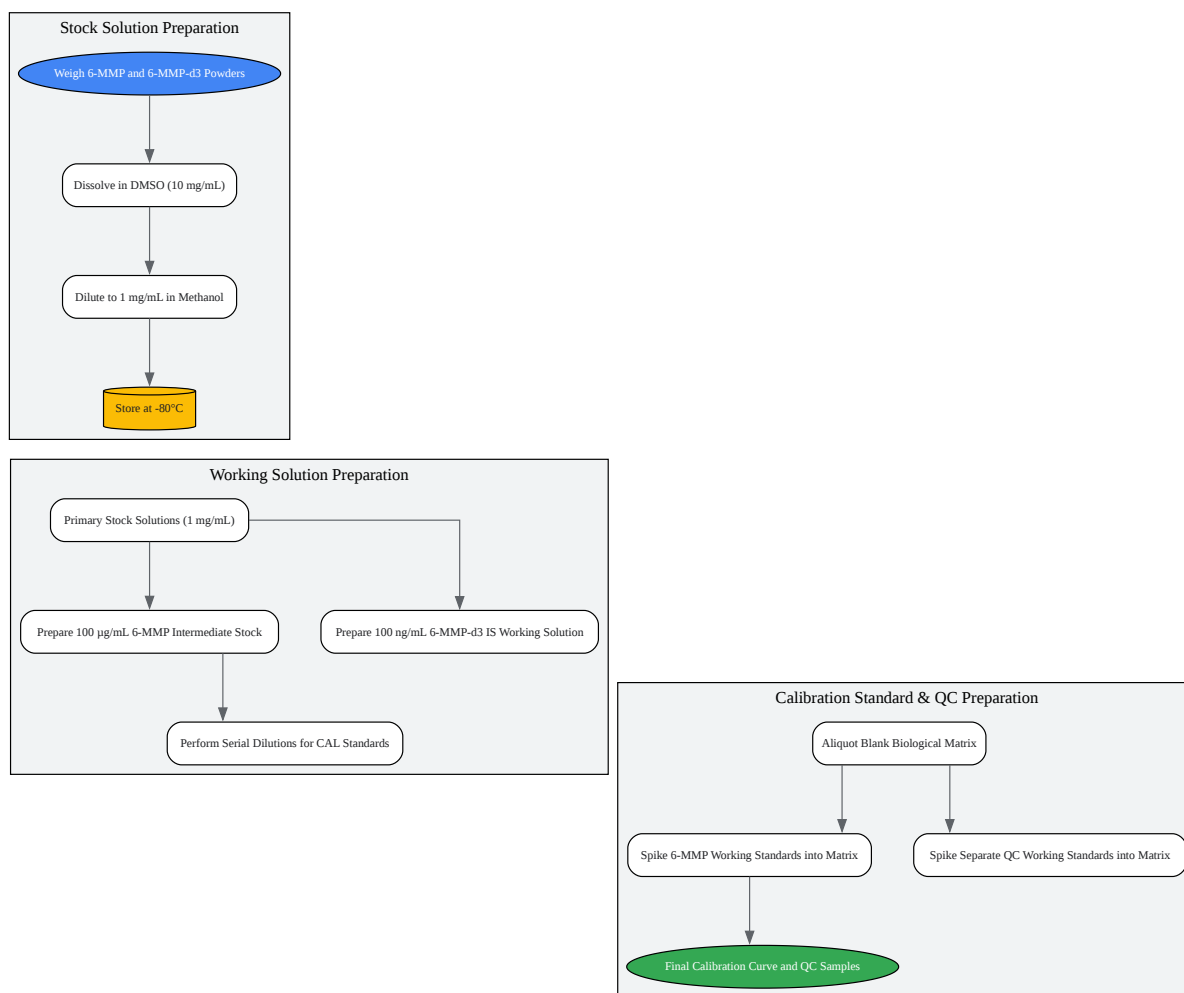 Stock Solution Preparation
Weigh 6-MMP and 6-MMP-d3 Powders
Dissolve in DMSO (10 mg/mL)
Dilute to 1 mg/mL in Methanol
Store at -80°C
Working Solution Preparation
Primary Stock Solutions (1 mg/mL)
Prepare 100 µg/mL 6-MMP Intermediate Stock
Prepare 100 ng/mL 6-MMP-d3 IS Working Solution
Perform Serial Dilutions for CAL Standards
Calibration Standard & QC Preparation
Aliquot Blank Biological Matrix
Spike 6-MMP Working Standards into Matrix
Spike Separate QC Working Standards into Matrix
Final Calibration Curve and QC Samples